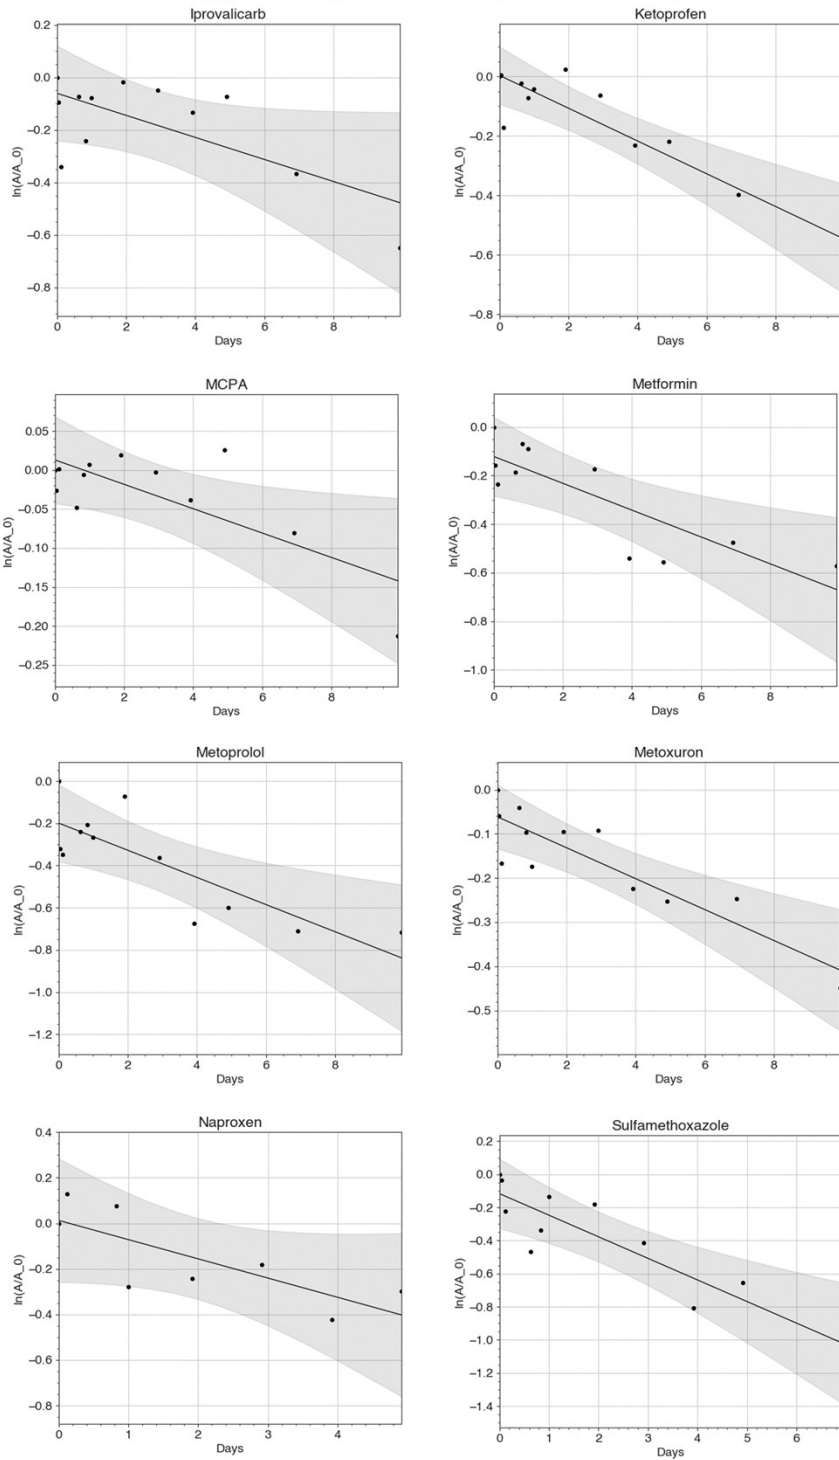 Iprovalicarb
0.2
0.0
−0.2
−0.4
−0.6
−0.8
ln(A/A_0)
0 2 4 6 8
Days
Ketoprofen
0.0
−0.2
−0.4
−0.6
−0.8
ln(A/A_0)
0 2 4 6 8
Days
MCPA
0.05
0.00
−0.05
−0.10
−0.15
−0.20
−0.25
ln(A/A_0)
0 2 4 6 8
Days
Metformin
0.0
−0.2
−0.4
−0.6
−0.8
−1.0
ln(A/A_0)
0 2 4 6 8
Days
Metoprolol
0.0
−0.2
−0.4
−0.6
−0.8
−1.0
−1.2
ln(A/A_0)
0 2 4 6 8
Days
Metoxuron
0.0
−0.1
−0.2
−0.3
−0.4
−0.5
ln(A/A_0)
0 2 4 6 8
Days
Naproxen
0.4
0.2
0.0
−0.2
−0.4
−0.6
−0.8
ln(A/A_0)
0 1 2 3 4
Days
Sulfamethoxazole
0.2
0.0
−0.2
−0.4
−0.6
−0.8
−1.0
−1.2
−1.4
ln(A/A_0)
0 1 2 3 4 5 6
Days